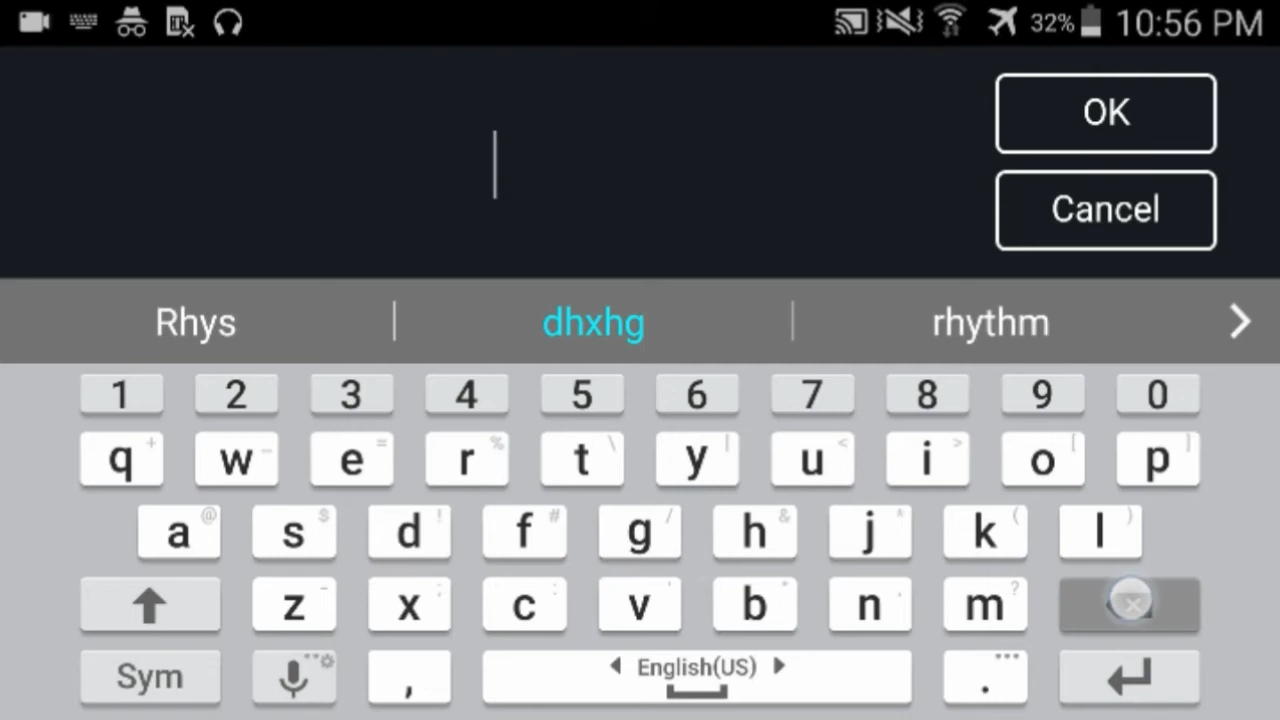 32% 10:56 PM
OK
Cancel
Rhys dhxhg rhythm
1 2 3 4 5 6 7 8 9 0
q + w e = r % t \ y | u < i > o [ p ]
a @ s $ d ! f # g / h & j * k ( l )
z x c v b n m ?
Sym , English(US) .